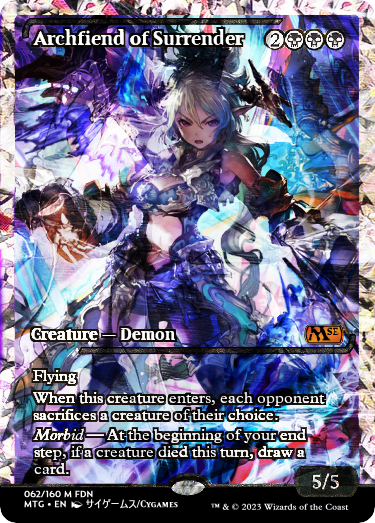 Archfiend of Surrender 2
Creature — Demon
MSE
Flying
When this creature enters, each opponent
sacrifices a creature of their choice.
Morbid — At the beginning of your end
step, if a creature died this turn, draw a
card.
5/5
062/160 M FDN
MTG • EN サイゲームス/CYGAMES
™ & © 2023 Wizards of the Coast